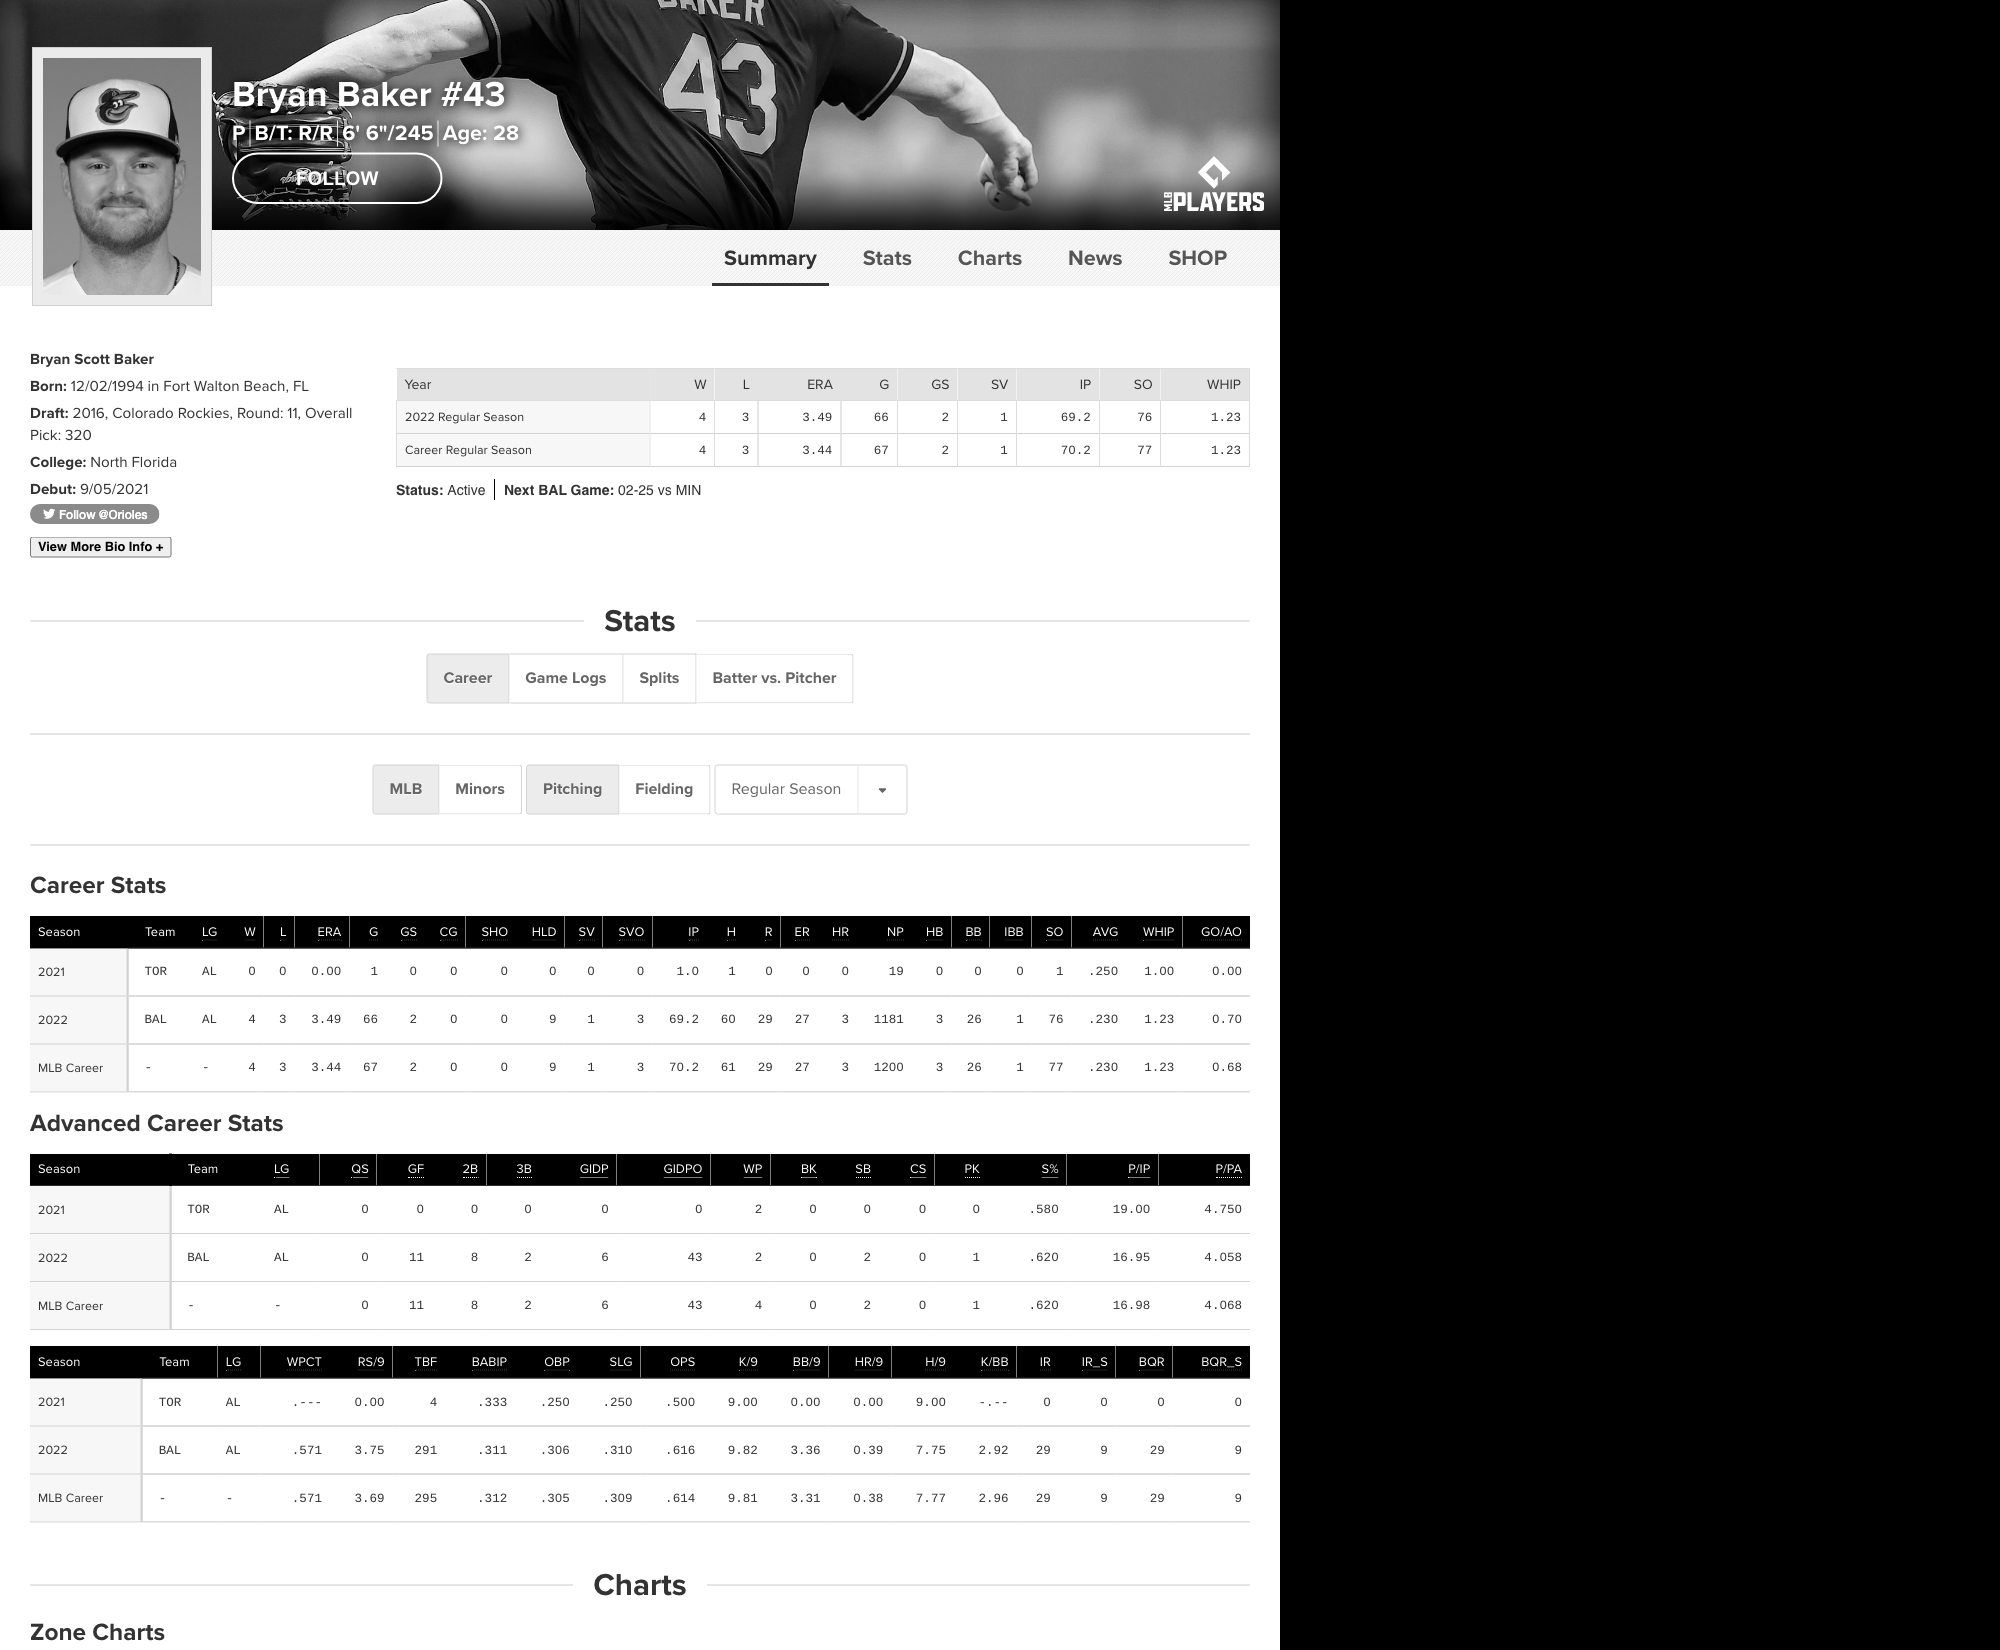 BAKER
43
Bryan Baker #43
P B/T: R/R 6' 6"/245 Age: 28
FOLLOW
MLB PLAYERS
Summary Stats Charts News SHOP
Bryan Scott Baker
Born: 12/02/1994 in Fort Walton Beach, FL
Draft: 2016, Colorado Rockies, Round: 11, Overall
Pick: 320
College: North Florida
Debut: 9/05/2021
Follow @Orioles
View More Bio Info +
Year W L ERA G GS SV IP SO WHIP
2022 Regular Season 4 3 3.49 66 2 1 69.2 76 1.23
Career Regular Season 4 3 3.44 67 2 1 70.2 77 1.23
Status: Active Next BAL Game: 02-25 vs MIN
Stats
Career Game Logs Splits Batter vs. Pitcher
MLB Minors Pitching Fielding Regular Season
Career Stats
Season Team LG W L ERA G GS CG SHO HLD SV SVO IP H R ER HR NP HB BB IBB SO AVG WHIP GO/AO
2021 TOR AL 0 0 0.00 1 0 0 0 0 0 0 1.0 1 0 0 0 19 0 0 0 1 .250 1.00 0.00
2022 BAL AL 4 3 3.49 66 2 0 0 9 1 3 69.2 60 29 27 3 1181 3 26 1 76 .230 1.23 0.70
MLB Career - - 4 3 3.44 67 2 0 0 9 1 3 70.2 61 29 27 3 1200 3 26 1 77 .230 1.23 0.68
Advanced Career Stats
Season Team LG QS GF 2B 3B GIDP GIDPO WP BK SB CS PK S% P/IP P/PA
2021 TOR AL 0 0 0 0 0 0 2 0 0 0 0 .580 19.00 4.750
2022 BAL AL 0 11 8 2 6 43 2 0 2 0 1 .620 16.95 4.058
MLB Career - - 0 11 8 2 6 43 4 0 2 0 1 .620 16.98 4.068
Season Team LG WPCT RS/9 TBF BABIP OBP SLG OPS K/9 BB/9 HR/9 H/9 K/BB IR IR_S BQR BQR_S
2021 TOR AL .--- 0.00 4 .333 .250 .250 .500 9.00 0.00 0.00 9.00 -.-- 0 0 0 0
2022 BAL AL .571 3.75 291 .311 .306 .310 .616 9.82 3.36 0.39 7.75 2.92 29 9 29 9
MLB Career - - .571 3.69 295 .312 .305 .309 .614 9.81 3.31 0.38 7.77 2.96 29 9 29 9
Charts
Zone Charts